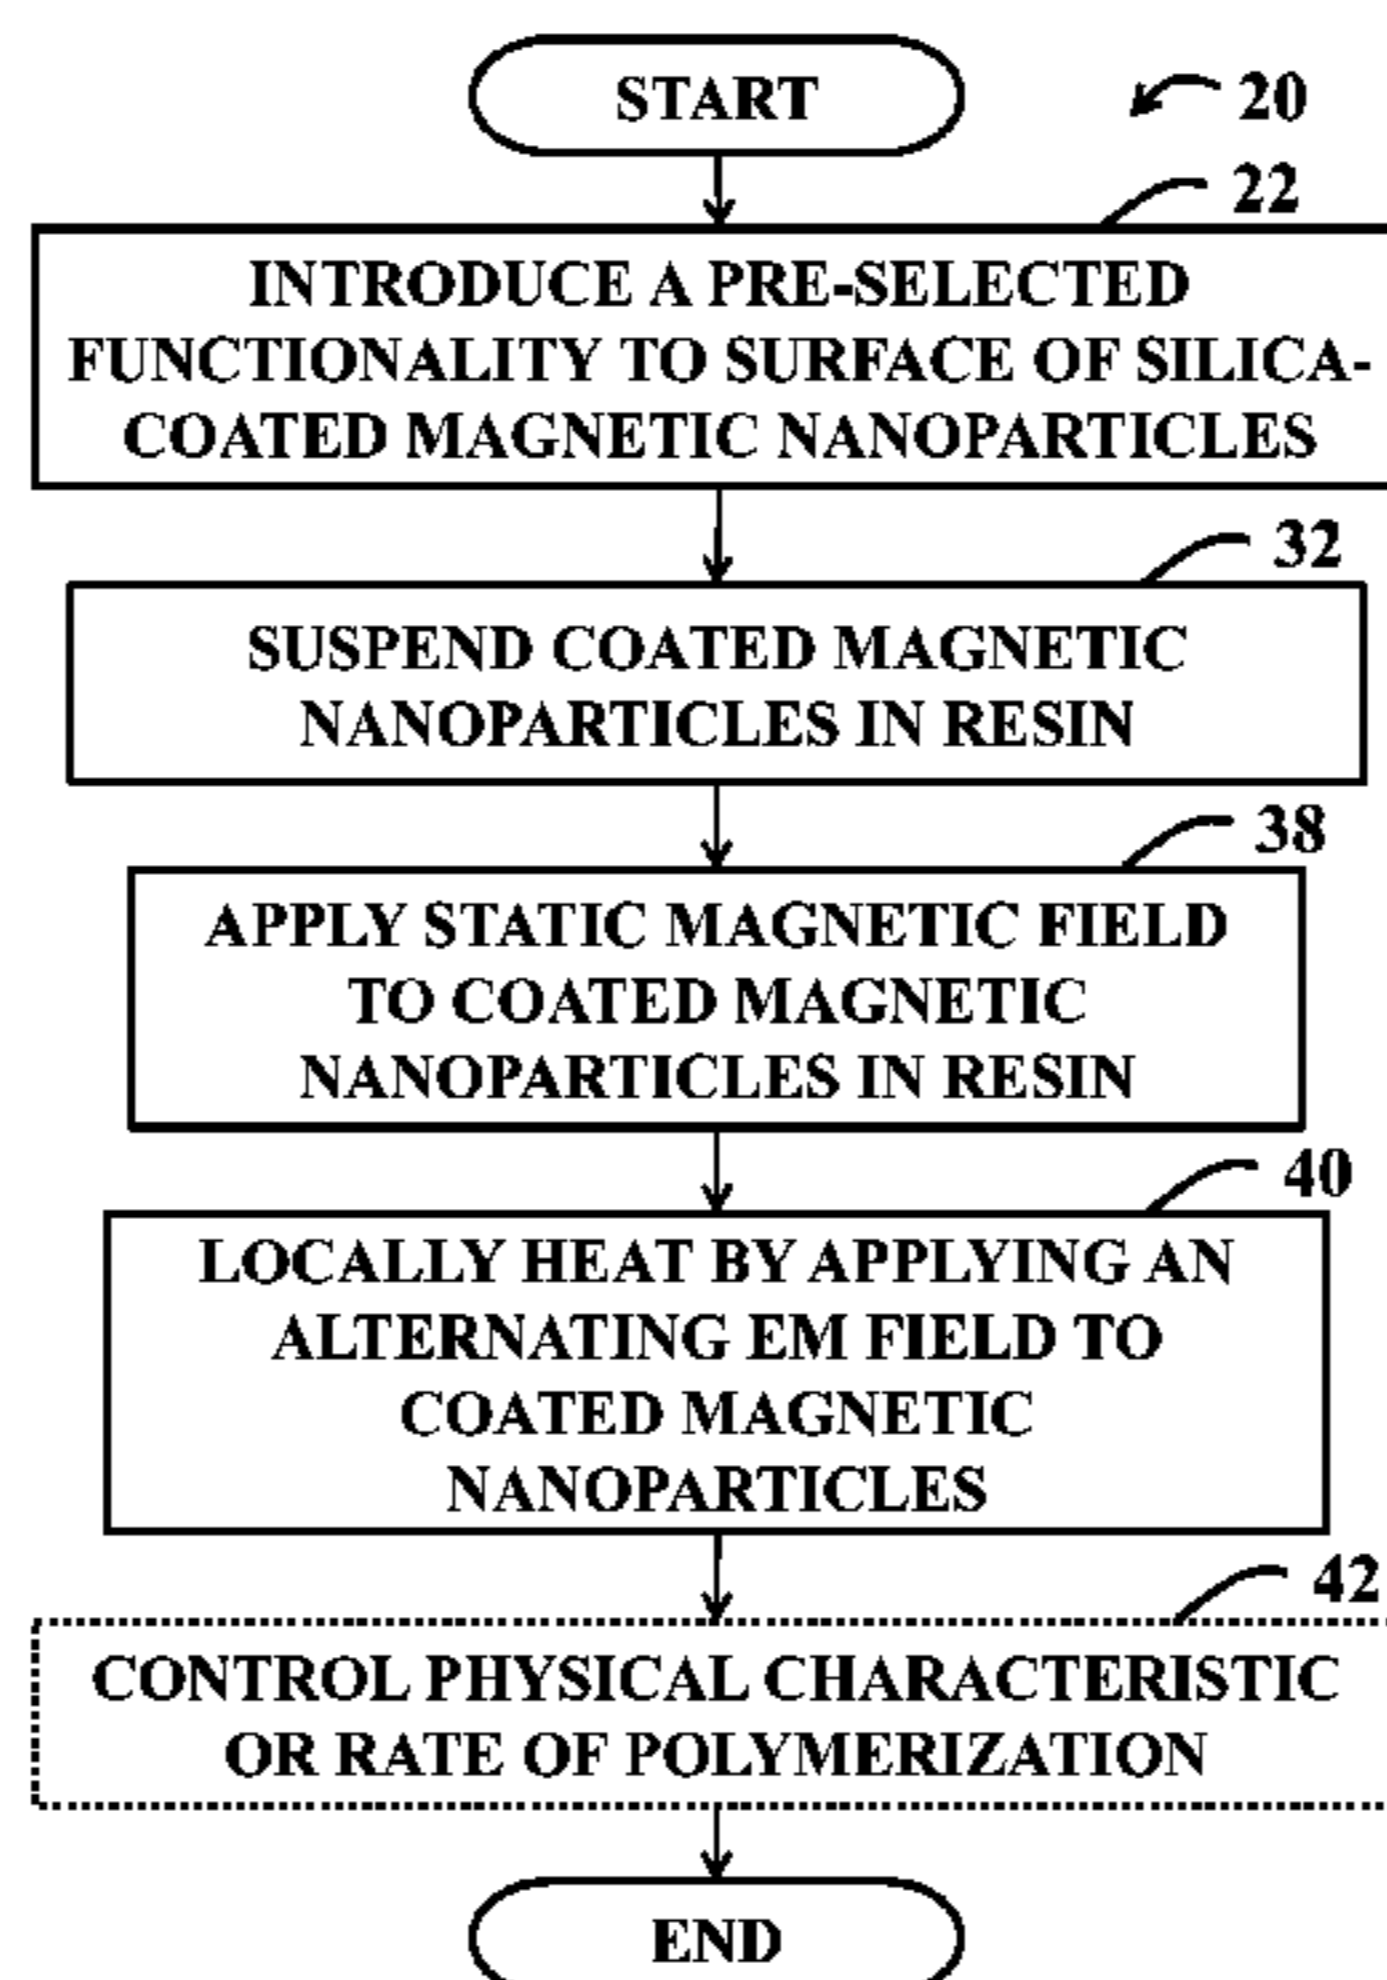 START
20
22
INTRODUCE A PRE-SELECTED
FUNCTIONALITY TO SURFACE OF SILICA-
COATED MAGNETIC NANOPARTICLES
32
SUSPEND COATED MAGNETIC
NANOPARTICLES IN RESIN
38
APPLY STATIC MAGNETIC FIELD
TO COATED MAGNETIC
NANOPARTICLES IN RESIN
40
LOCALLY HEAT BY APPLYING AN
ALTERNATING EM FIELD TO
COATED MAGNETIC
NANOPARTICLES
42
CONTROL PHYSICAL CHARACTERISTIC
OR RATE OF POLYMERIZATION
END